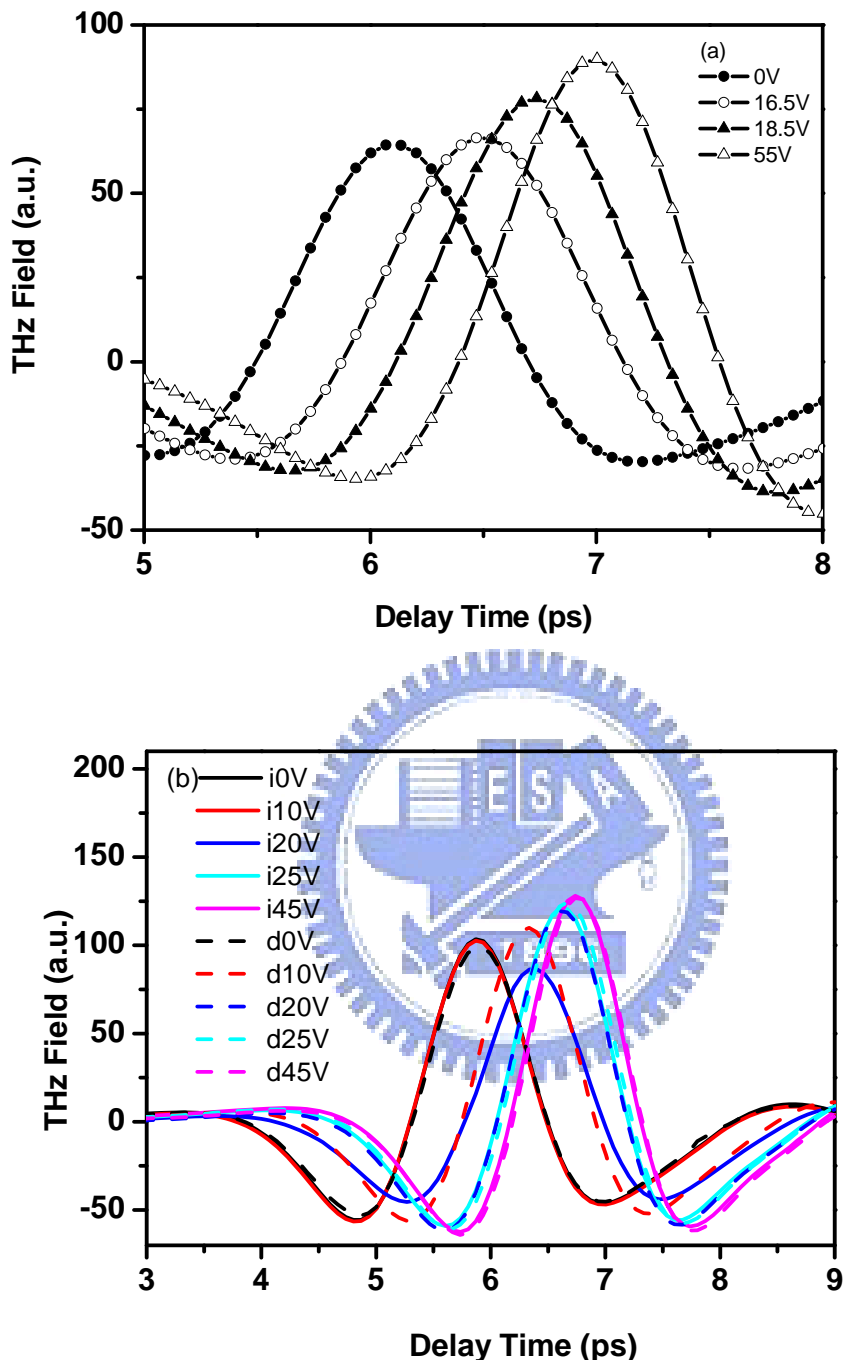 100
(a)
0V
16.5V
18.5V
55V
50
0
-50
THz Field (a.u.)
5 6 7 8
Delay Time (ps)
200
(b) i0V
i10V
i20V
i25V
i45V
d0V
d10V
d20V
d25V
d45V
150
100
50
0
-50
THz Field (a.u.)
E S A
3 4 5 6 7 8 9
Delay Time (ps)